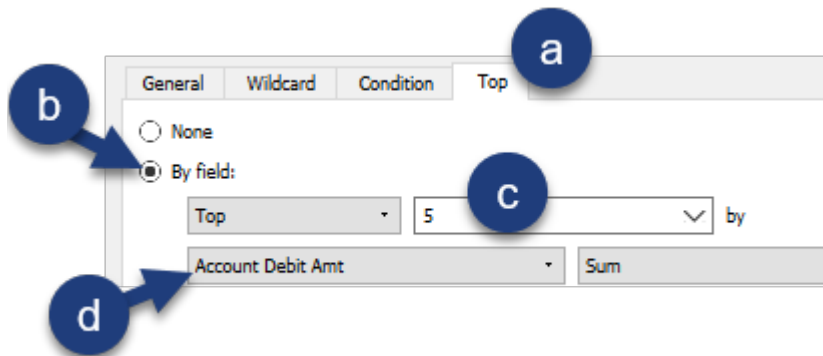 a
General Wildcard Condition Top
b
None
By field:
c
Top 5 by
Account Debit Amt Sum
d